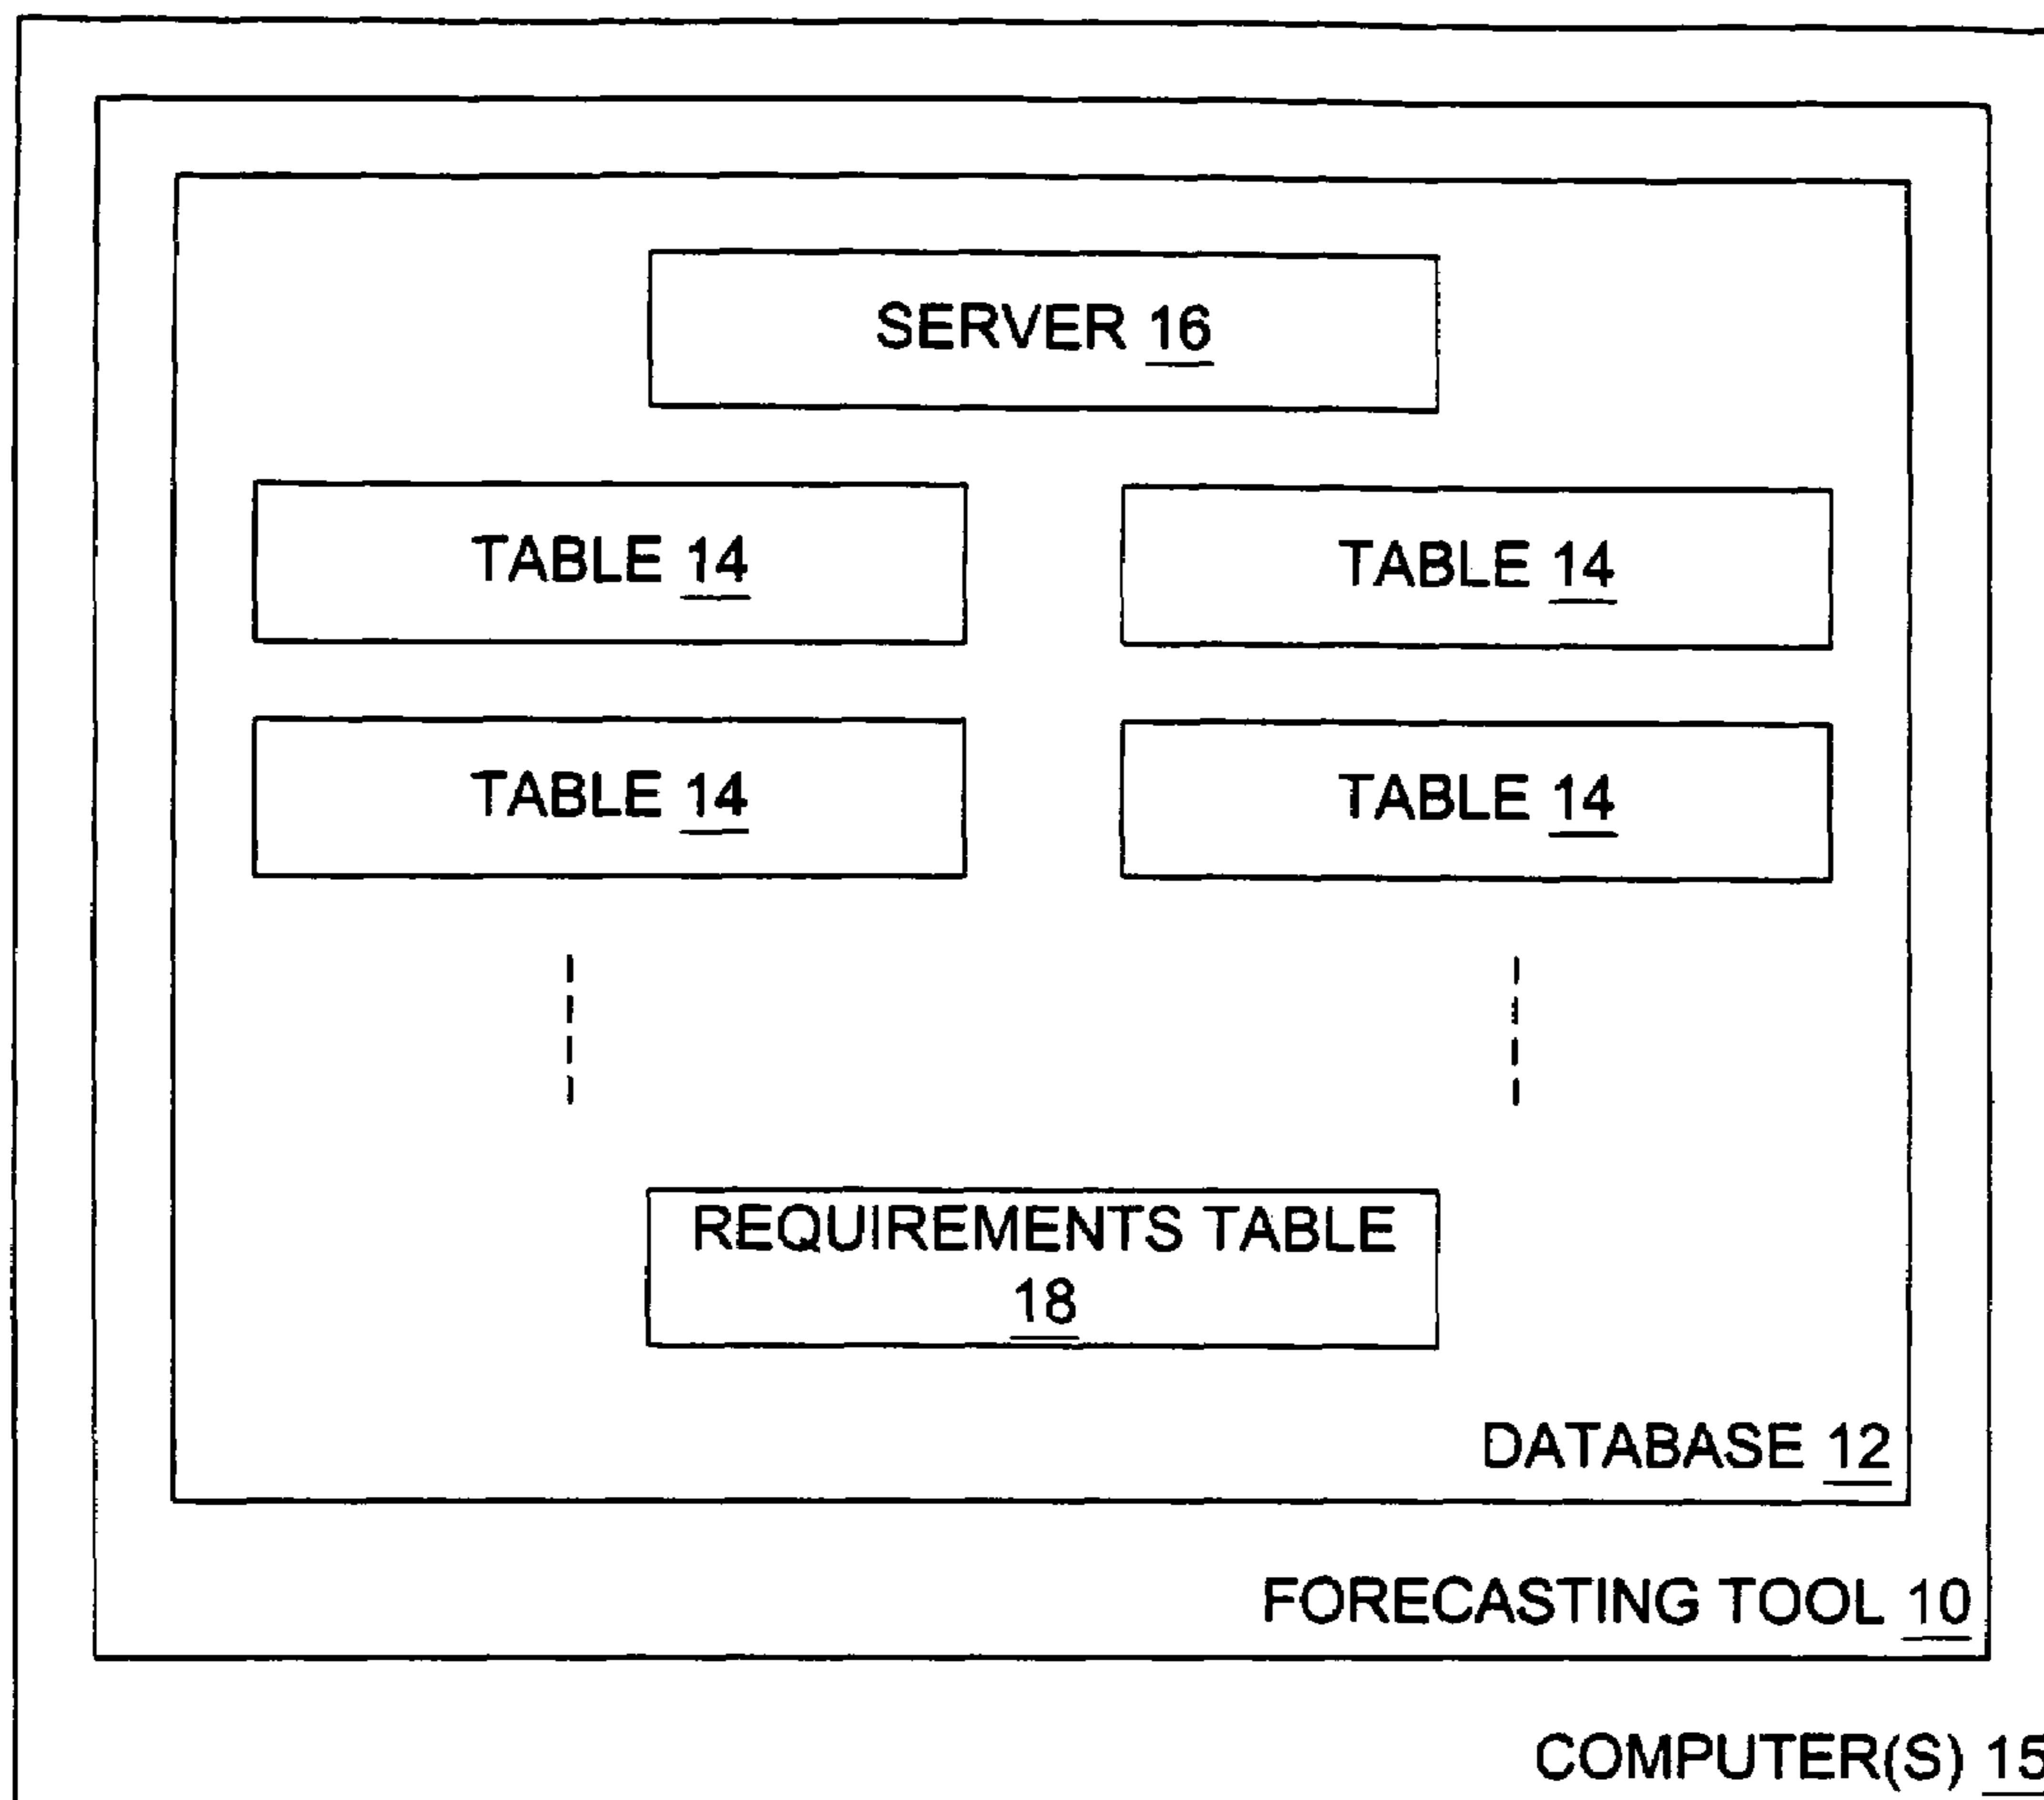 SERVER 16
TABLE 14
TABLE 14
TABLE 14
TABLE 14
REQUIREMENTS TABLE
18
DATABASE 12
FORECASTING TOOL 10
COMPUTER(S) 15